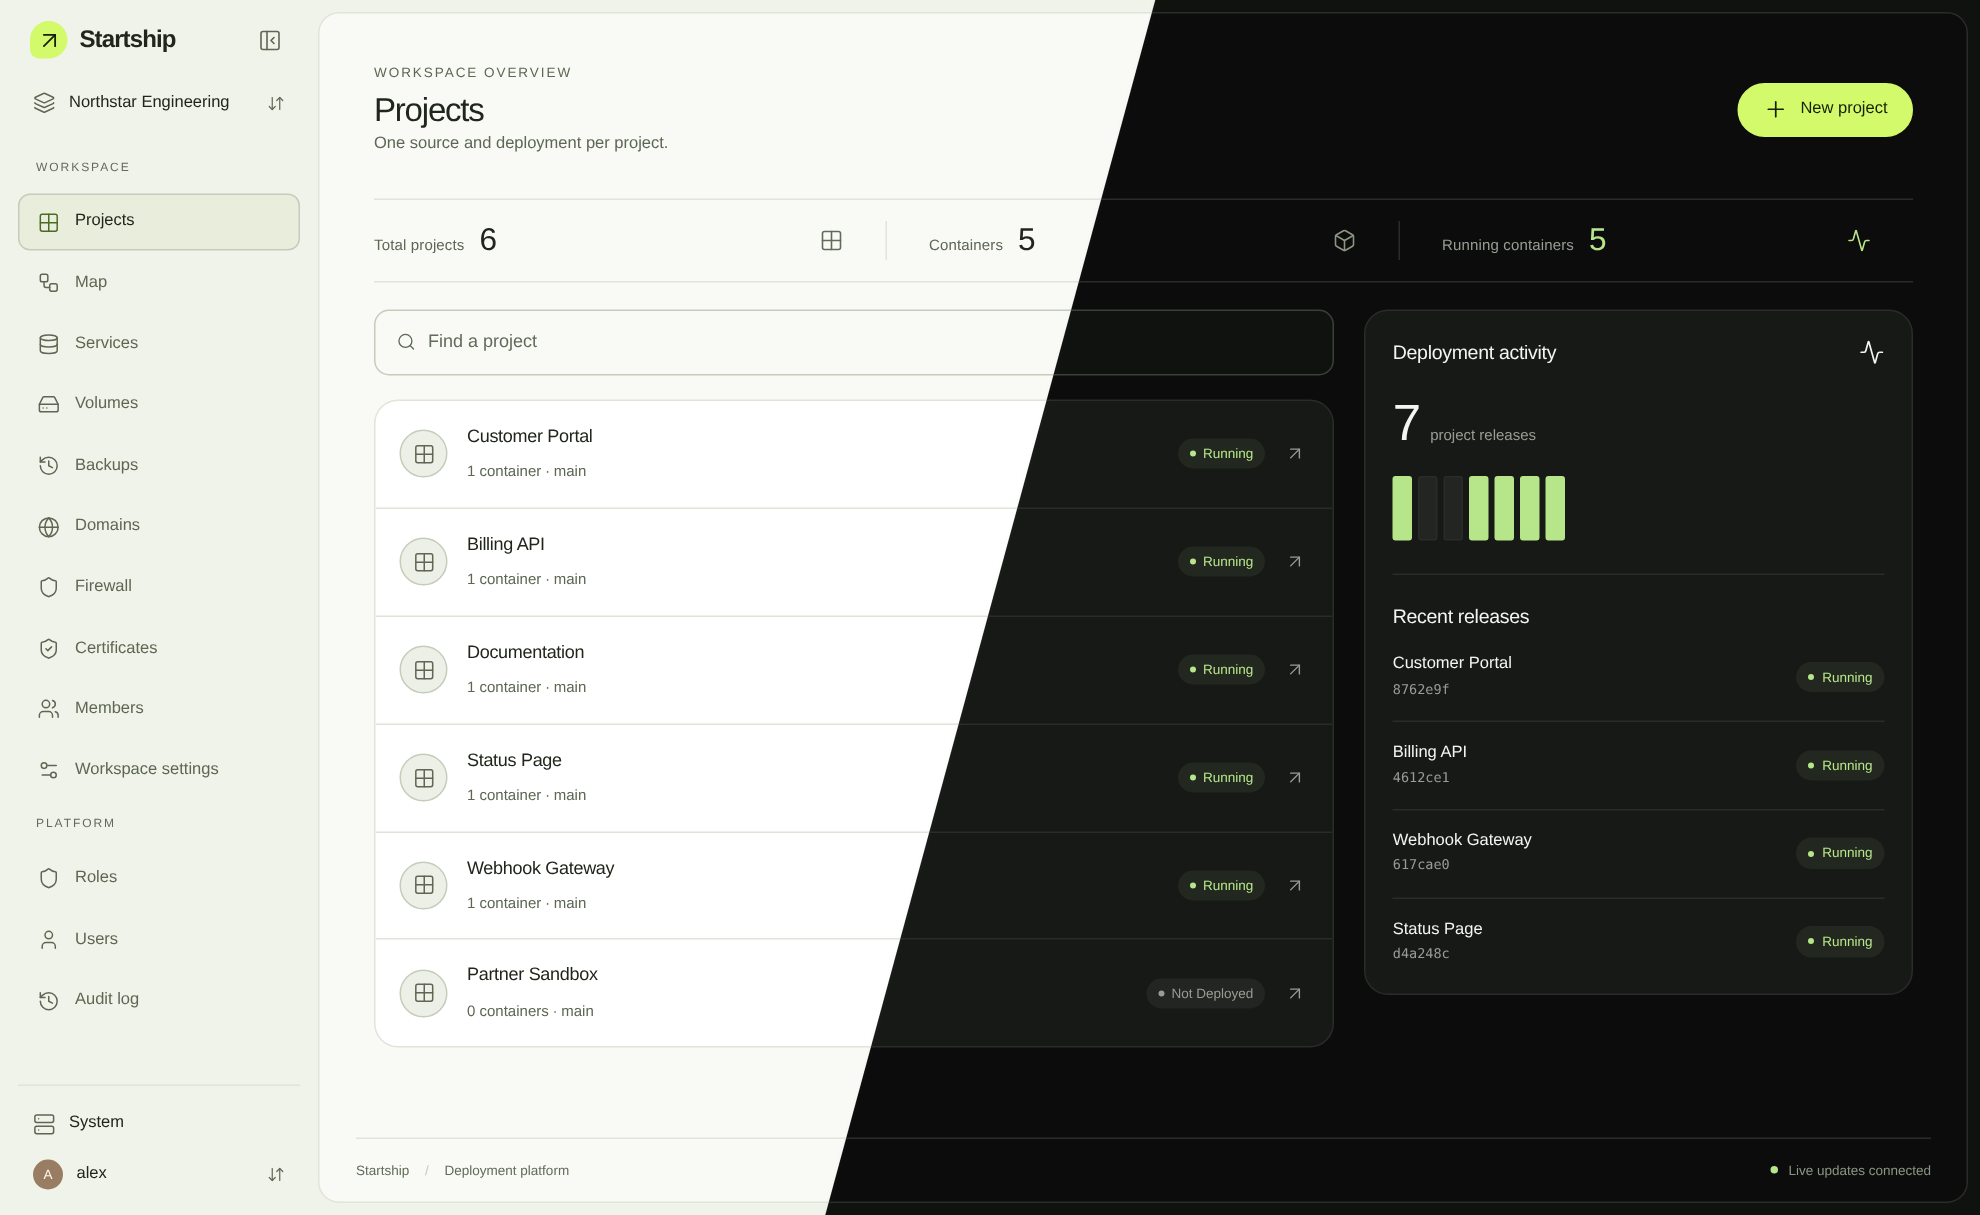 Startship
Northstar Engineering
WORKSPACE
Projects
Map
Services
Volumes
Backups
Domains
Firewall
Certificates
Members
Workspace settings
PLATFORM
Roles
Users
Audit log
System
A alex
WORKSPACE OVERVIEW
Projects
One source and deployment per project.
New project
Total projects 6
Containers 5
Running containers 5
Find a project
Customer Portal
1 container · main
Running
Billing API
1 container · main
Running
Documentation
1 container · main
Running
Status Page
1 container · main
Running
Webhook Gateway
1 container · main
Running
Partner Sandbox
0 containers · main
Not Deployed
Deployment activity
7 project releases
Recent releases
Customer Portal
8762e9f
Running
Billing API
4612ce1
Running
Webhook Gateway
617cae0
Running
Status Page
d4a248c
Running
Startship / Deployment platform
Live updates connected